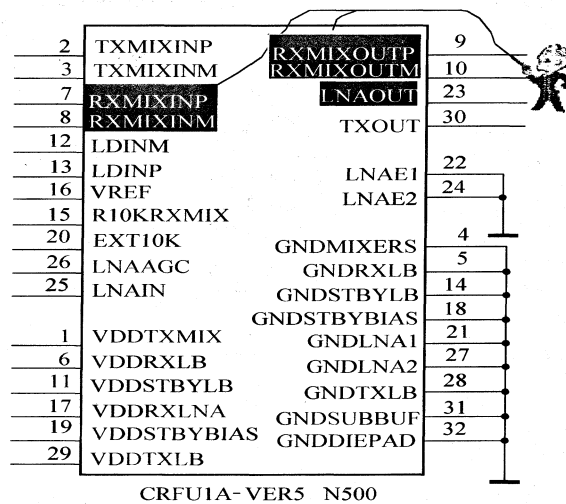 2 TXMIXINP
3 TXMIXINM
7 RXMIXINP
8 RXMIXINM
12 LDINM
13 LDINP
16 VREF
15 R10KRXMIX
20 EXT10K
26 LNAAGC
25 LNAIN
1 VDDTXMIX
6 VDDRXLB
11 VDDSTBYLB
17 VDDRXLNA
19 VDDSTBYBIAS
29 VDDTXLB
RXMIXOUTP 9
RXMIXOUTM 10
LNAOUT 23
TXOUT 30
LNAE1 22
LNAE2 24
GNDMIXERS 4
GNDRXLB 5
GNDSTBYLB 14
GNDSTBYBIAS 18
GNDLNA1 21
GNDLNA2 27
GNDTXLB 28
GNDSUBBUF 31
GNDDIEPAD 32
CRFU1A-VER5 N500